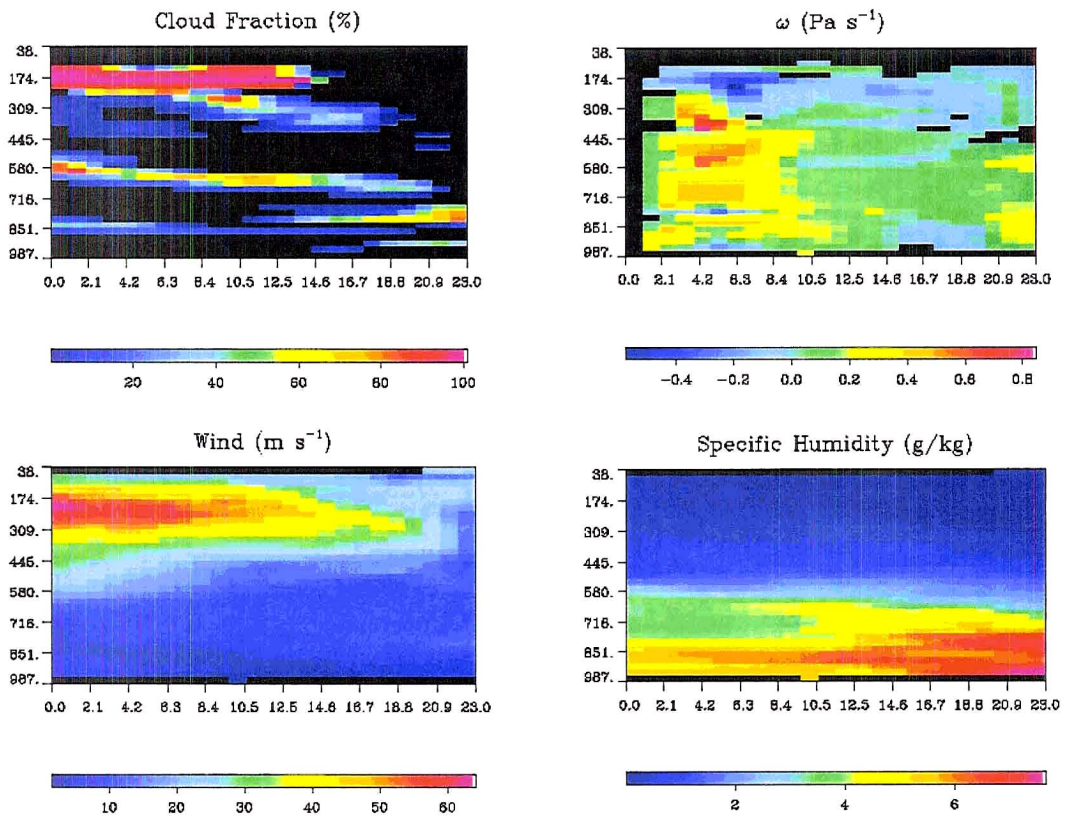 Cloud Fraction (%)
38.
174.
309.
445.
580.
716.
851.
987.
0.0 2.1 4.2 6.3 8.4 10.5 12.5 14.6 16.7 18.8 20.9 23.0
20 40 60 80 100
ω (Pa s⁻¹)
38.
174.
309.
445.
580.
716.
851.
987.
0.0 2.1 4.2 6.3 8.4 10.5 12.5 14.6 16.7 18.8 20.9 23.0
−0.4 −0.2 0.0 0.2 0.4 0.6 0.8
Wind (m s⁻¹)
38.
174.
309.
445.
580.
716.
851.
987.
0.0 2.1 4.2 6.3 8.4 10.5 12.5 14.6 16.7 18.8 20.9 23.0
10 20 30 40 50 60
Specific Humidity (g/kg)
38.
174.
309.
445.
580.
716.
851.
987.
0.0 2.1 4.2 6.3 8.4 10.5 12.5 14.6 16.7 18.8 20.9 23.0
2 4 6